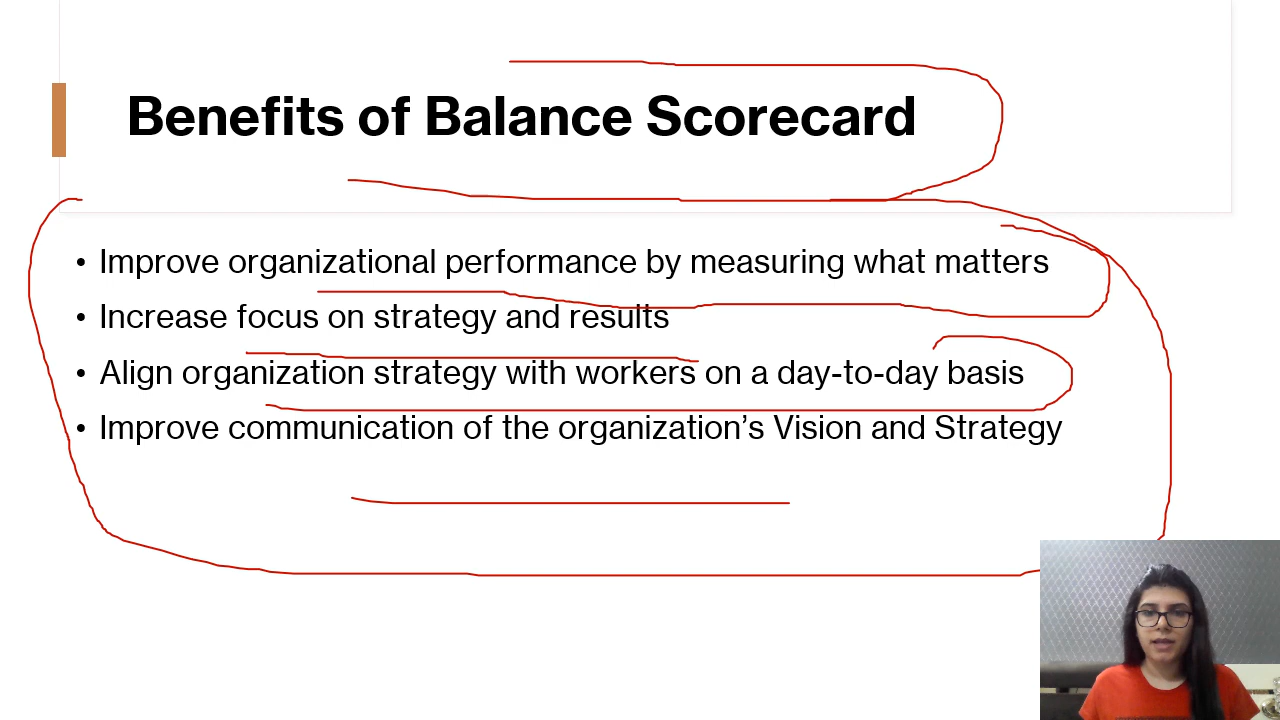 Benefits of Balance Scorecard
• Improve organizational performance by measuring what matters
• Increase focus on strategy and results
• Align organization strategy with workers on a day-to-day basis
• Improve communication of the organization’s Vision and Strategy